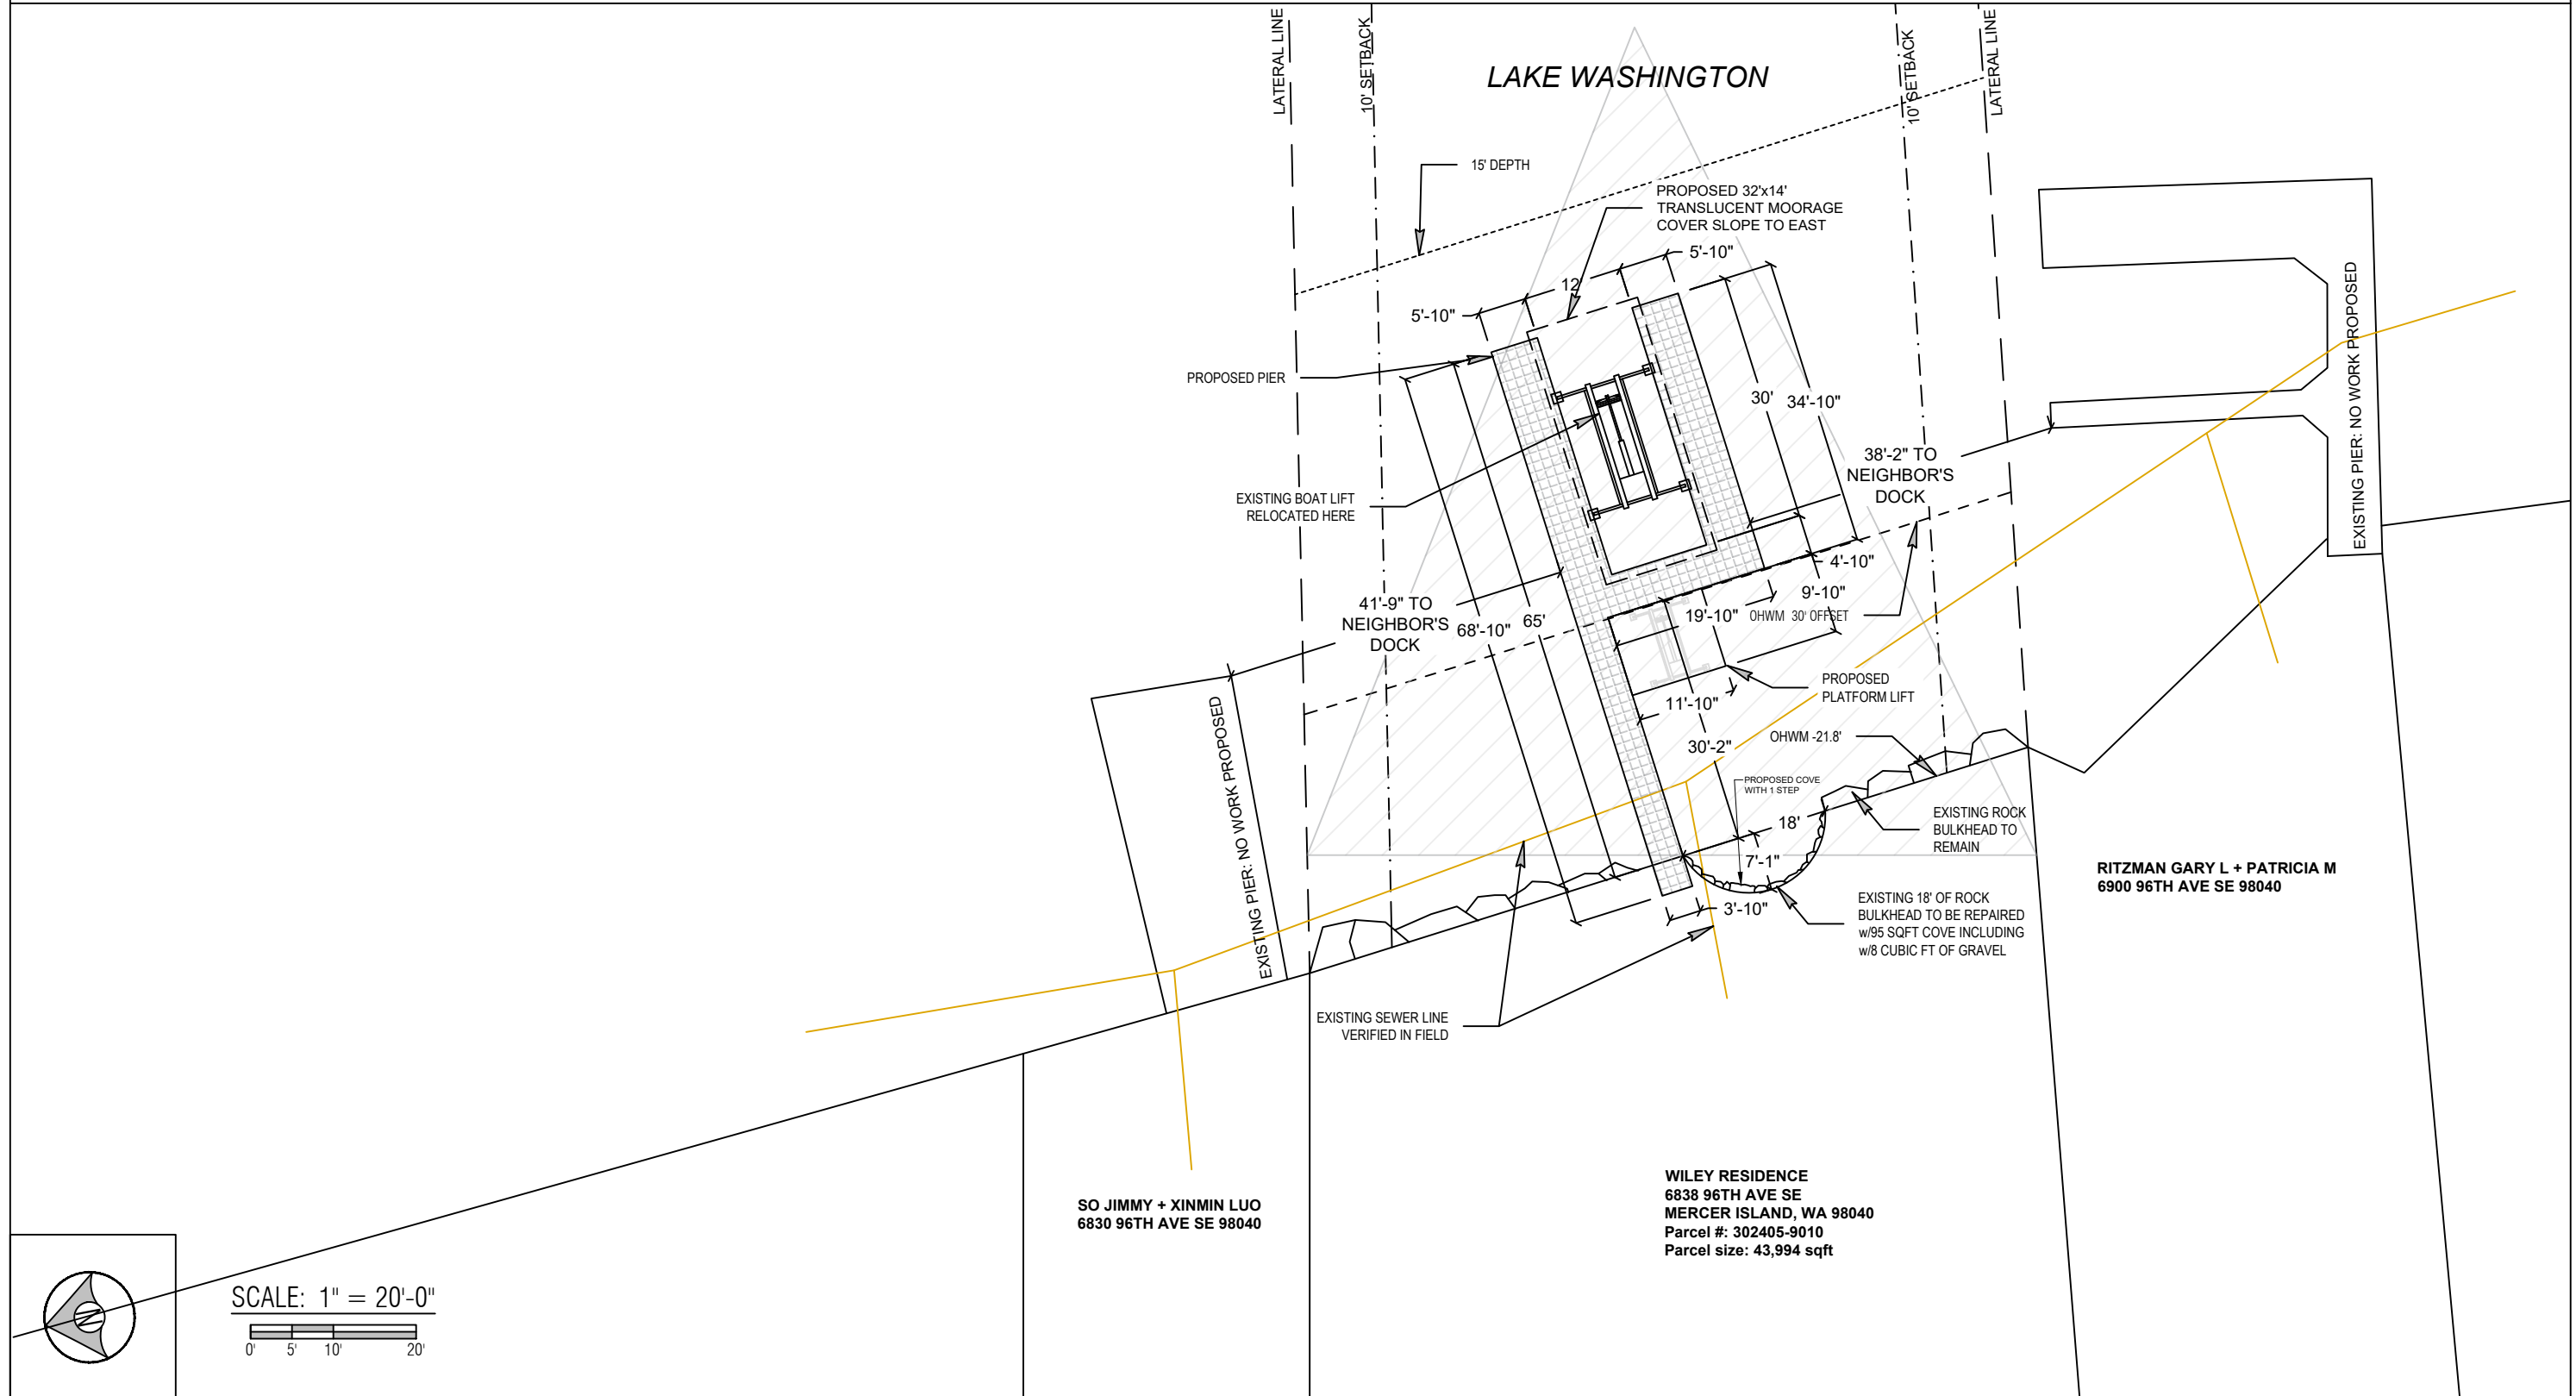 LATERAL LINE
10' SETBACK
LAKE WASHINGTON
10' SETBACK
LATERAL LINE
15' DEPTH
PROPOSED 32'x14'
TRANSLUCENT MOORAGE
COVER SLOPE TO EAST
5'-10"
12
5'-10"
PROPOSED PIER
30'
34'-10"
EXISTING PIER: NO WORK PROPOSED
38'-2" TO
NEIGHBOR'S
DOCK
EXISTING BOAT LIFT
RELOCATED HERE
4'-10"
9'-10"
41'-9" TO
NEIGHBOR'S
DOCK
68'-10"
65'
19'-10"
OHWM 30' OFFSET
PROPOSED
PLATFORM LIFT
11'-10"
30'-2"
OHWM -21.8'
EXISTING PIER: NO WORK PROPOSED
PROPOSED COVE
WITH 1 STEP
18'
EXISTING ROCK
BULKHEAD TO
REMAIN
7'-1"
3'-10"
RITZMAN GARY L + PATRICIA M
6900 96TH AVE SE 98040
EXISTING 18' OF ROCK
BULKHEAD TO BE REPAIRED
w/95 SQFT COVE INCLUDING
w/8 CUBIC FT OF GRAVEL
EXISTING SEWER LINE
VERIFIED IN FIELD
SO JIMMY + XINMIN LUO
6830 96TH AVE SE 98040
WILEY RESIDENCE
6838 96TH AVE SE
MERCER ISLAND, WA 98040
Parcel #: 302405-9010
Parcel size: 43,994 sqft
N
SCALE: 1" = 20'-0"
0' 5' 10' 20'